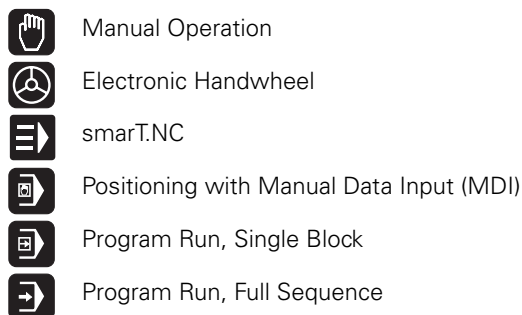 Manual Operation
Electronic Handwheel
smarT.NC
Positioning with Manual Data Input (MDI)
Program Run, Single Block
Program Run, Full Sequence